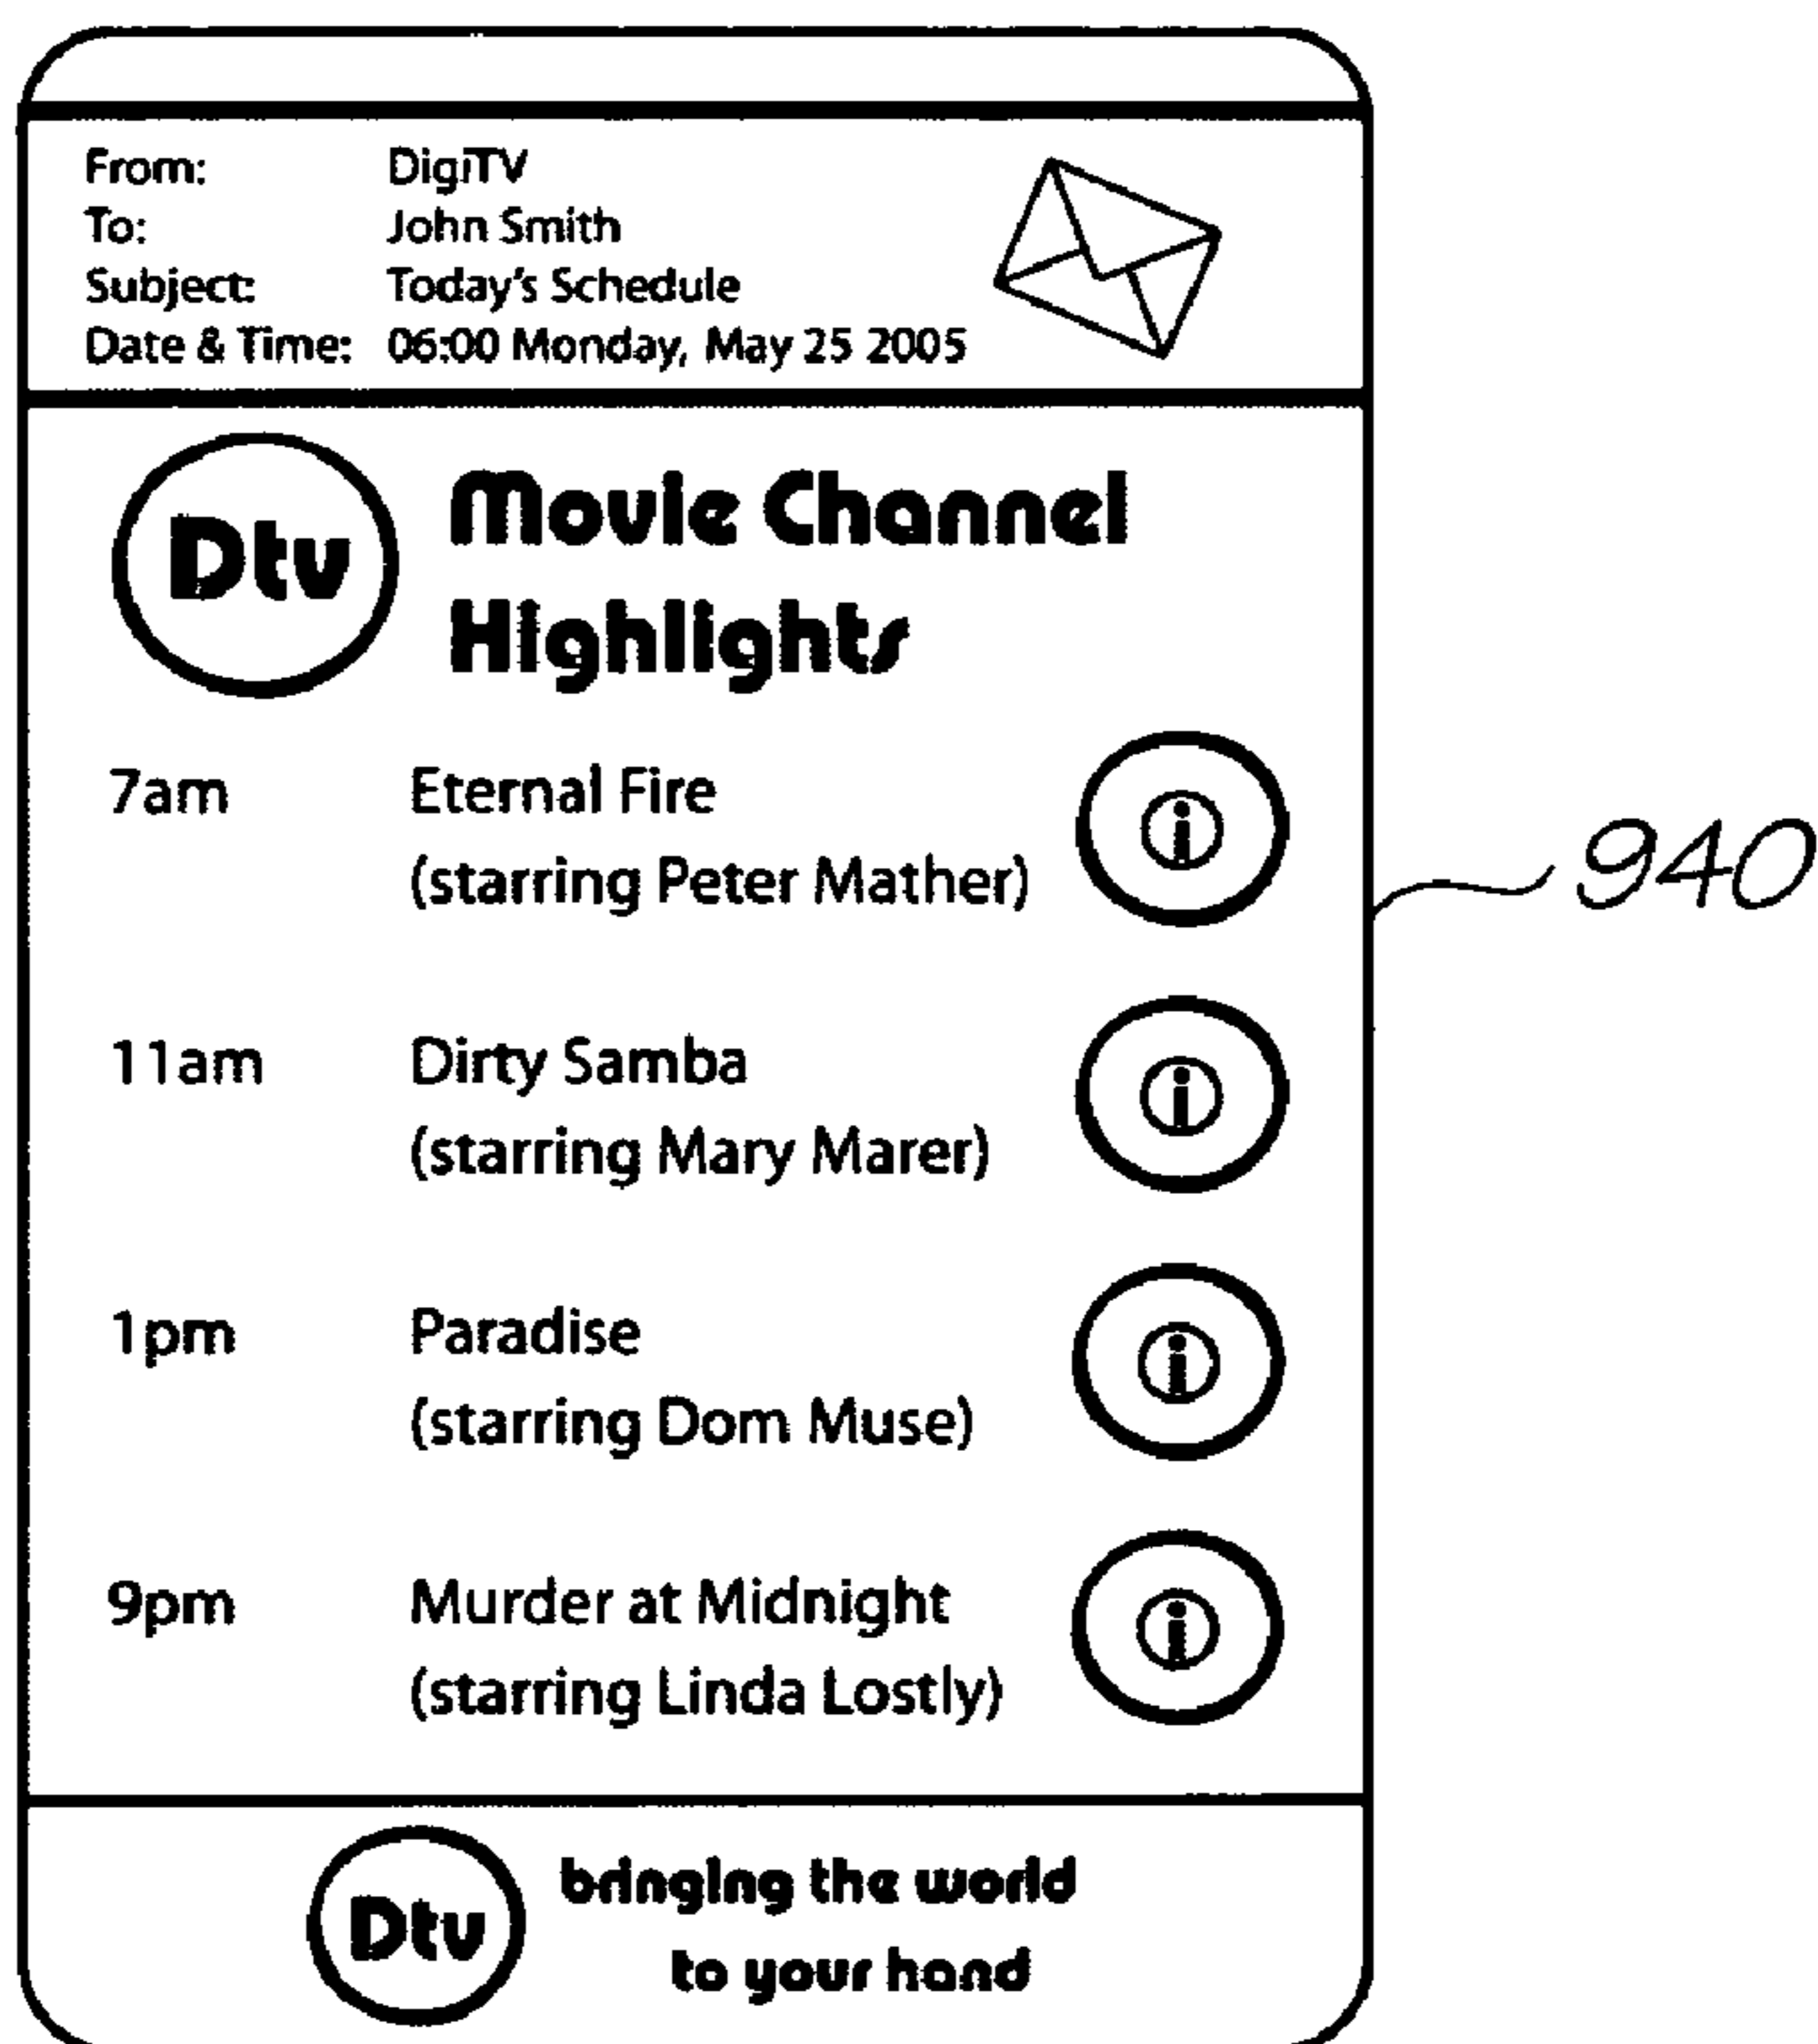 From: DigiTV
To: John Smith
Subject: Today's Schedule
Date & Time: 06:00 Monday, May 25 2005
Dtv
Movie Channel
Highlights
7am Eternal Fire
(starring Peter Mather)
i
940
11am Dirty Samba
(starring Mary Marer)
i
1pm Paradise
(starring Dom Muse)
i
9pm Murder at Midnight
(starring Linda Lostly)
i
Dtv
bringing the world
to your hand